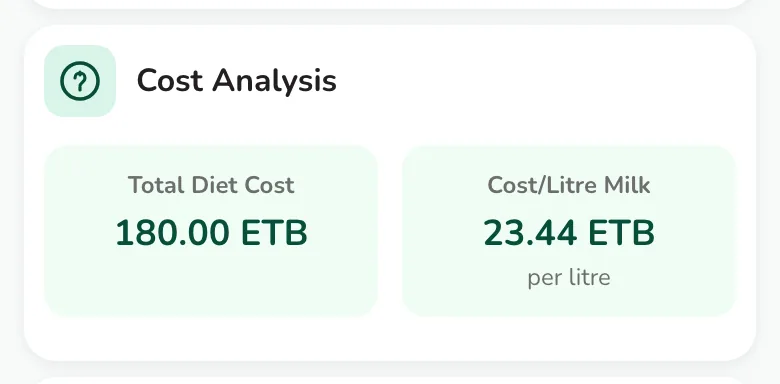 Cost Analysis
Total Diet Cost
180.00 ETB
Cost/Litre Milk
23.44 ETB
per litre